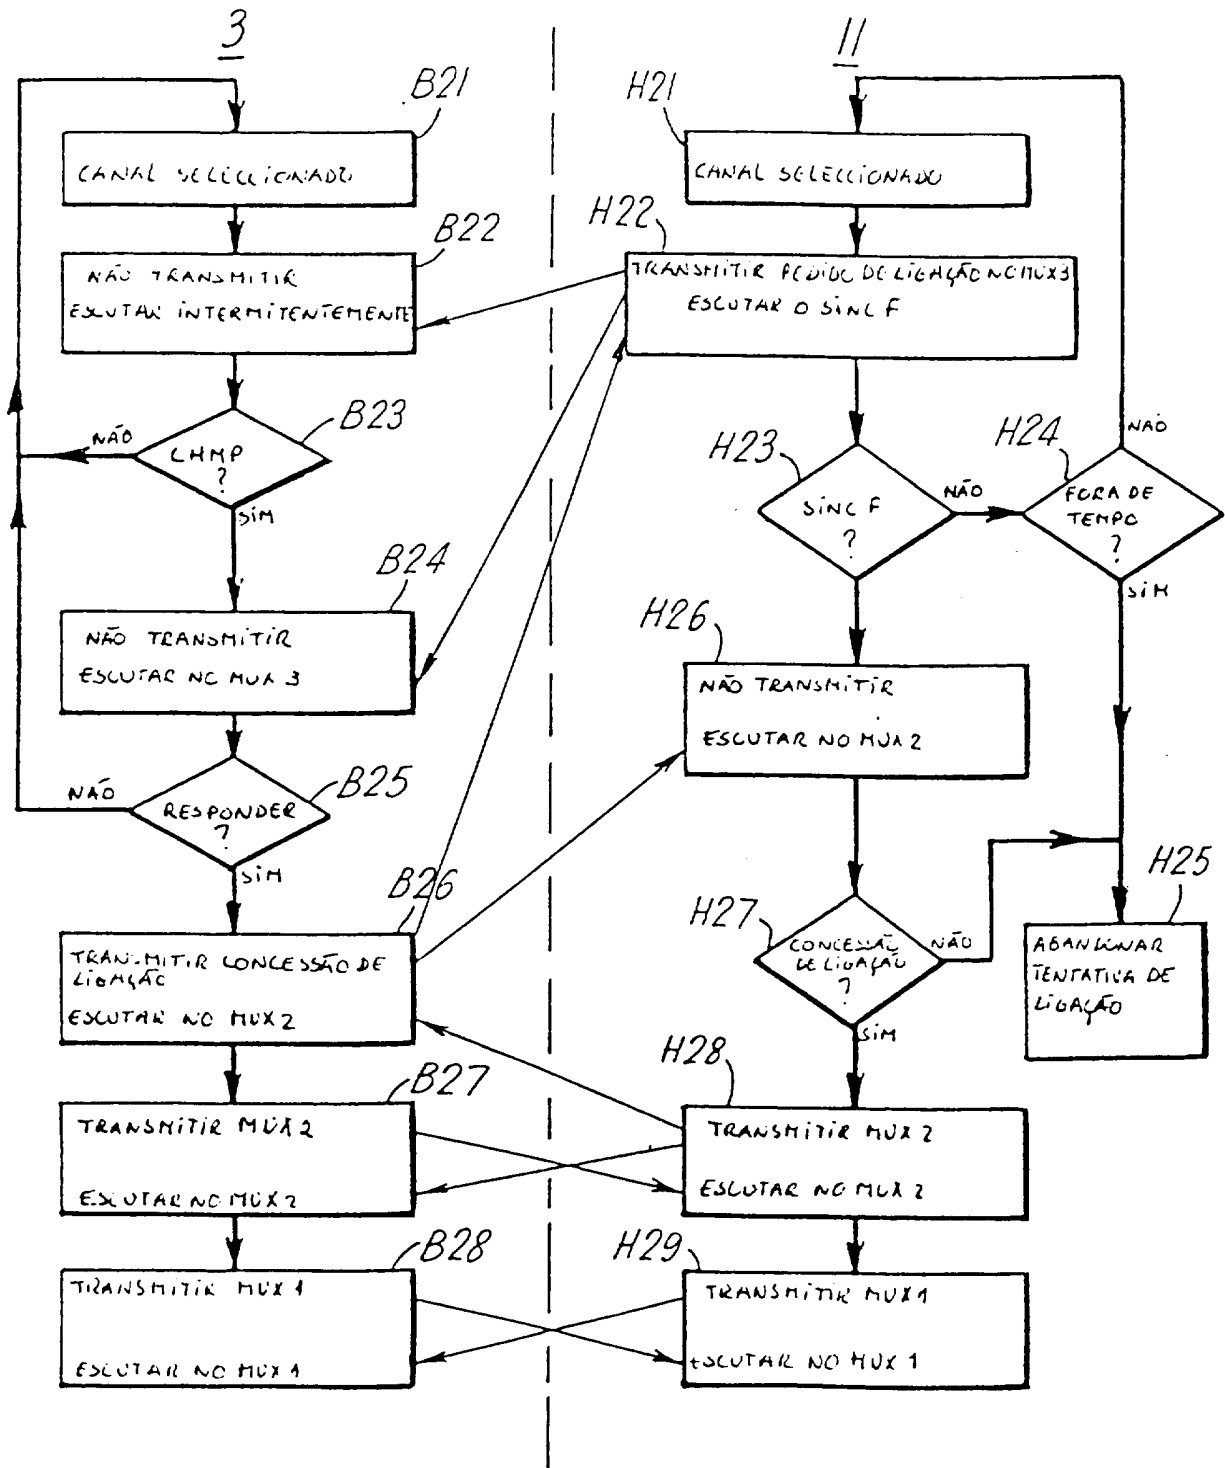 3
B21
CANAL SELECCIONADO
B22
NÃO TRANSMITIR
ESCUTAR INTERMITENTEMENTE
B23
CHMP
?
NÃO
SIM
B24
NÃO TRANSMITIR
ESCUTAR NO MUX 3
B25
RESPONDER
?
NÃO
SIM
B26
TRANSMITIR CONCESSÃO DE
LIGAÇÃO
ESCUTAR NO MUX 2
B27
TRANSMITIR MUX 2
ESCUTAR NO MUX 2
B28
TRANSMITIR MUX 1
ESCUTAR NO MUX 1
11
H21
CANAL SELECCIONADO
H22
TRANSMITIR PEDIDO DE LIGAÇÃO NO MUX 3
ESCUTAR O SINC F
H23
SINC F
?
NÃO
H24
FORA DE
TEMPO
?
NÃO
SIM
H26
NÃO TRANSMITIR
ESCUTAR NO MUX 2
H27
CONCESSÃO
DE LIGAÇÃO
?
NÃO
SIM
H25
ABANDONAR
TENTATIVA DE
LIGAÇÃO
H28
TRANSMITIR MUX 2
ESCUTAR NO MUX 2
H29
TRANSMITIR MUX 1
ESCUTAR NO MUX 1